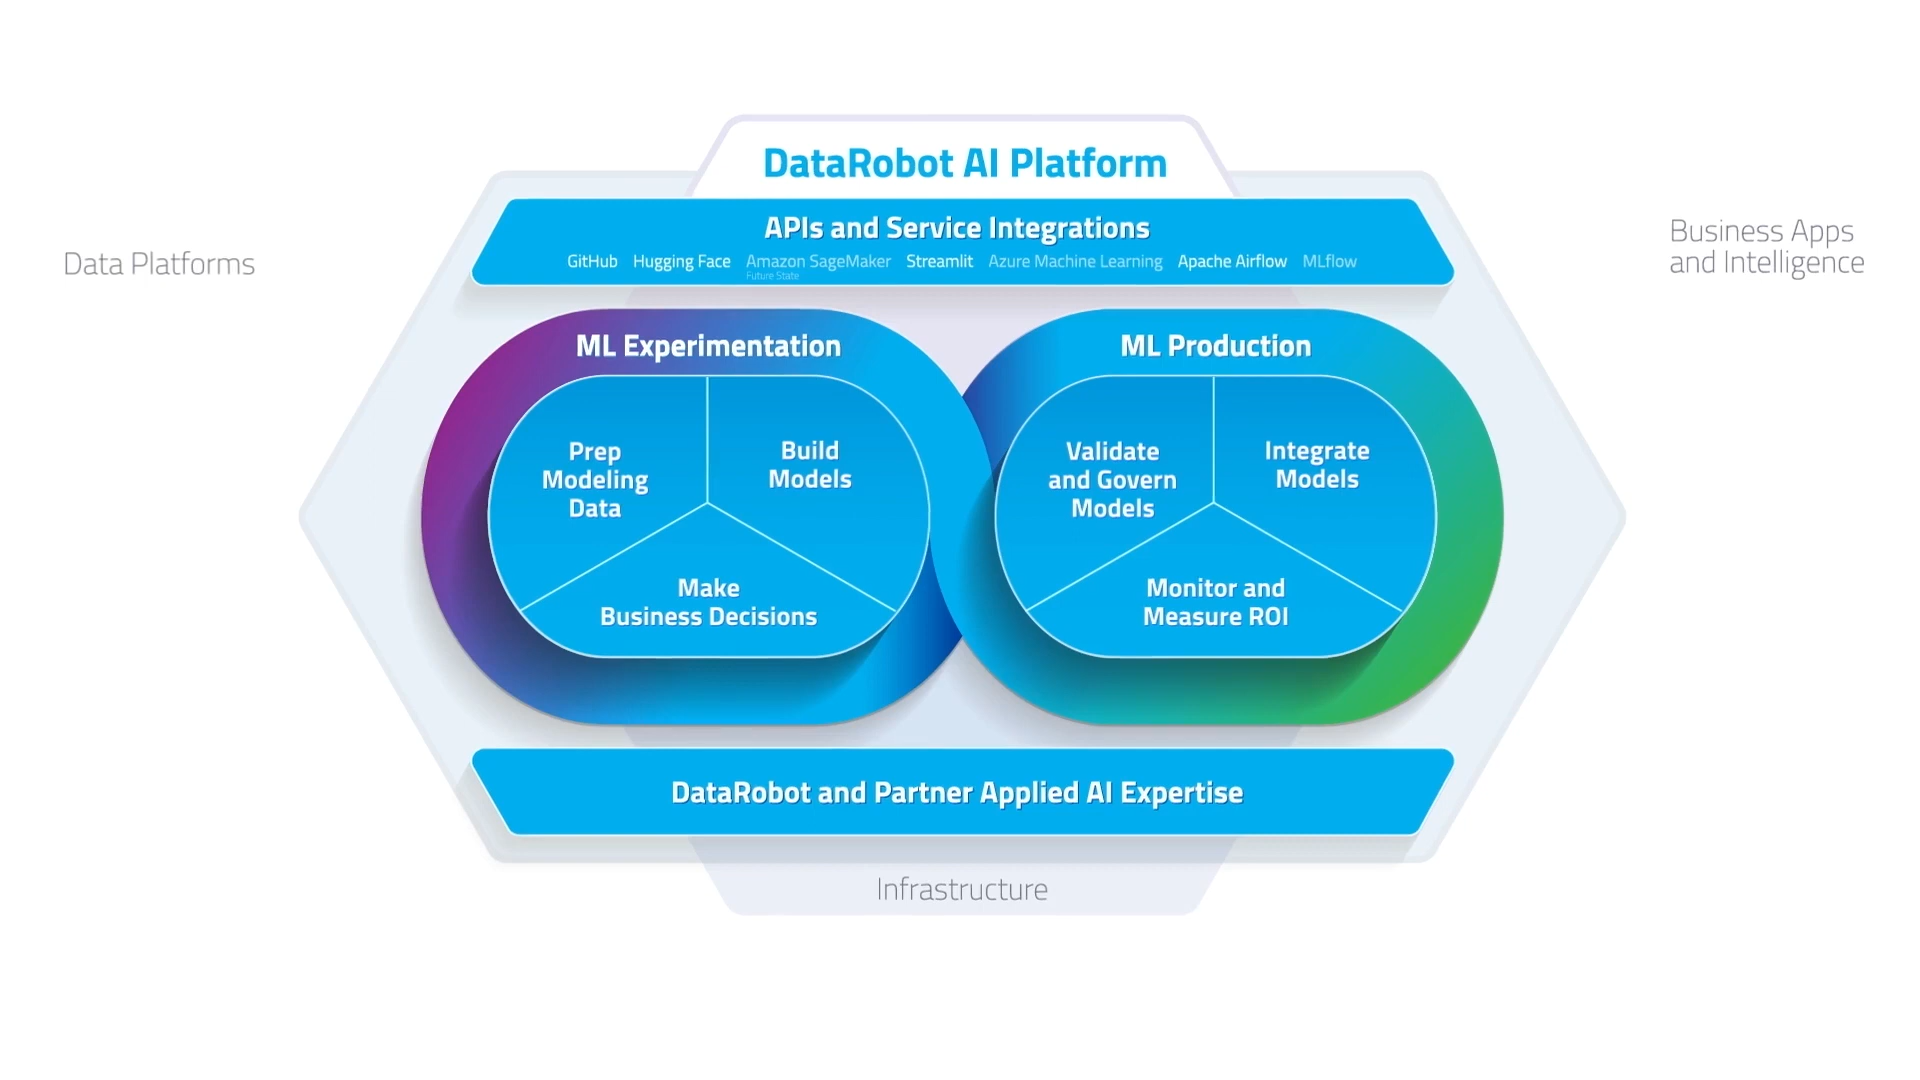 DataRobot AI Platform
APIs and Service Integrations
GitHub Hugging Face Amazon SageMaker Streamlit Azure Machine Learning Apache Airflow MLflow
Future State
Data Platforms
Business Apps
and Intelligence
ML Experimentation
Prep
Modeling
Data
Build
Models
Make
Business Decisions
ML Production
Validate
and Govern
Models
Integrate
Models
Monitor and
Measure ROI
DataRobot and Partner Applied AI Expertise
Infrastructure